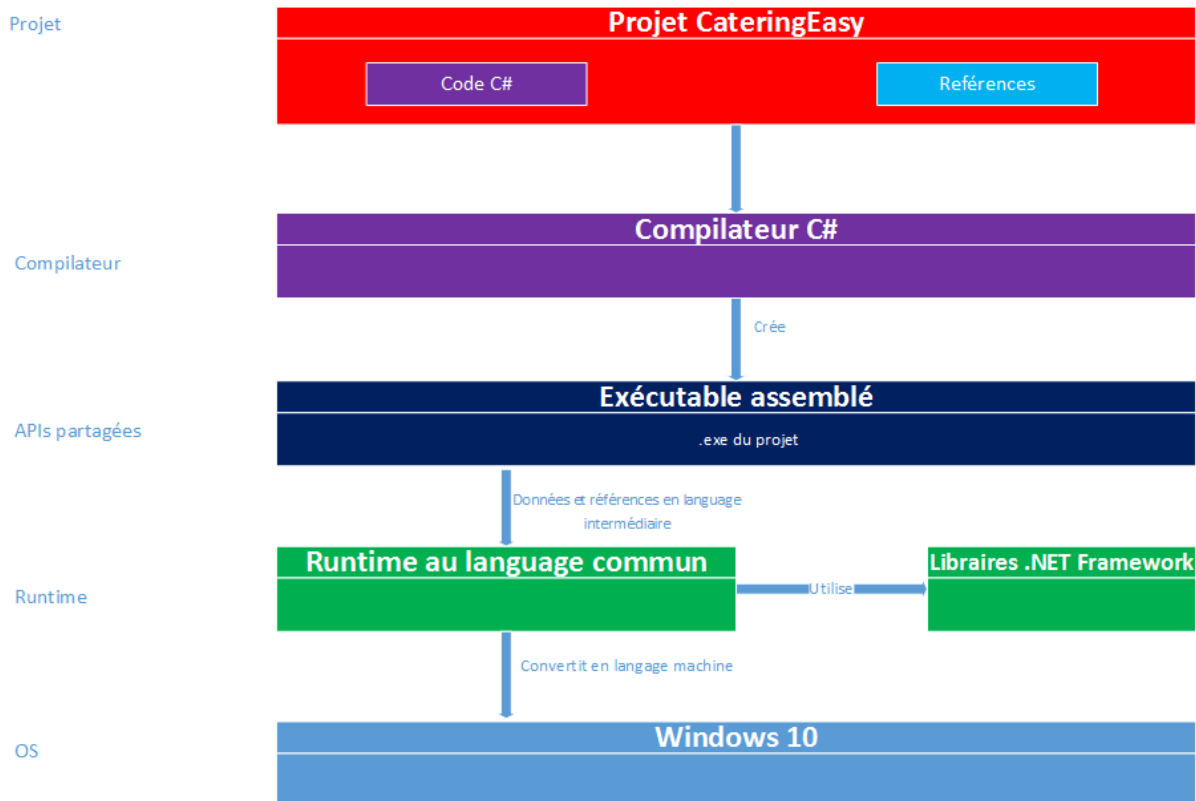 Projet
Projet CateringEasy
Code C#
Reférences
Compilateur C#
Compilateur
Crée
Exécutable assemblé
APIs partagées
.exe du projet
Données et références en language
intermédiaire
Runtime au language commun
Libraires .NET Framework
Runtime
Utilise
Convertit en langage machine
Windows 10
OS